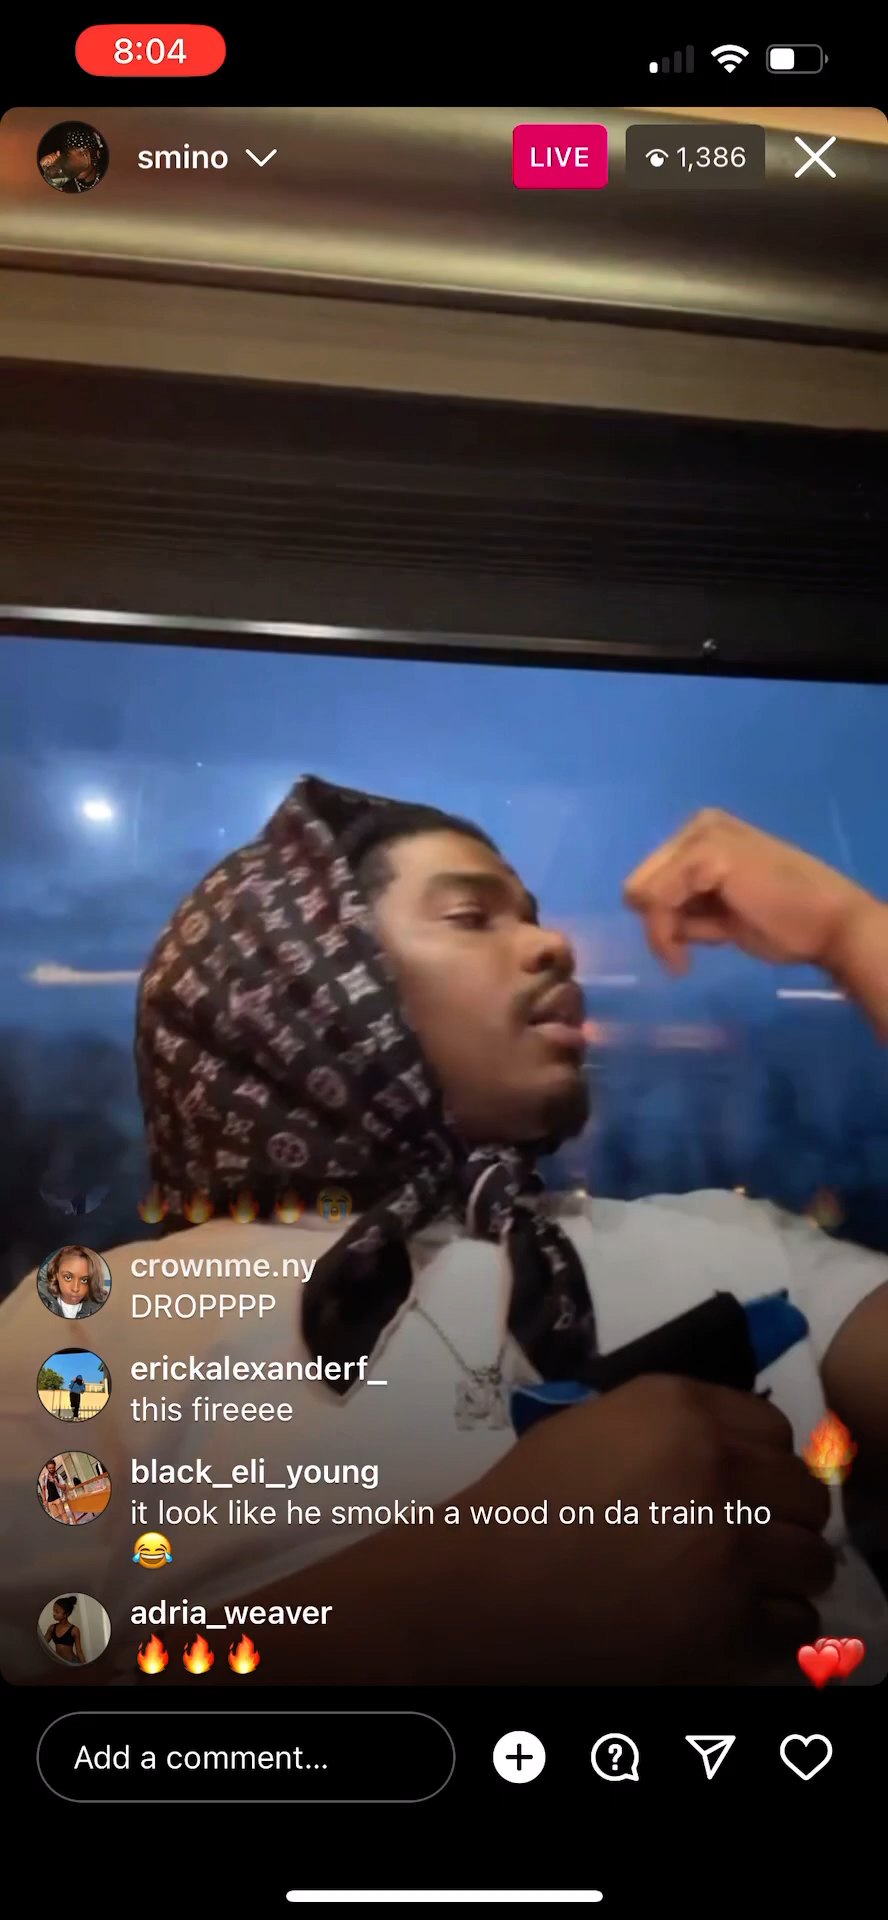 8:04
smino
LIVE
1,386
🔥🔥🔥🔥😭
crownme.ny
DROPPPP
erickalexanderf_
this fireeee
black_eli_young
it look like he smokin a wood on da train tho
😂
adria_weaver
🔥🔥🔥
Add a comment...